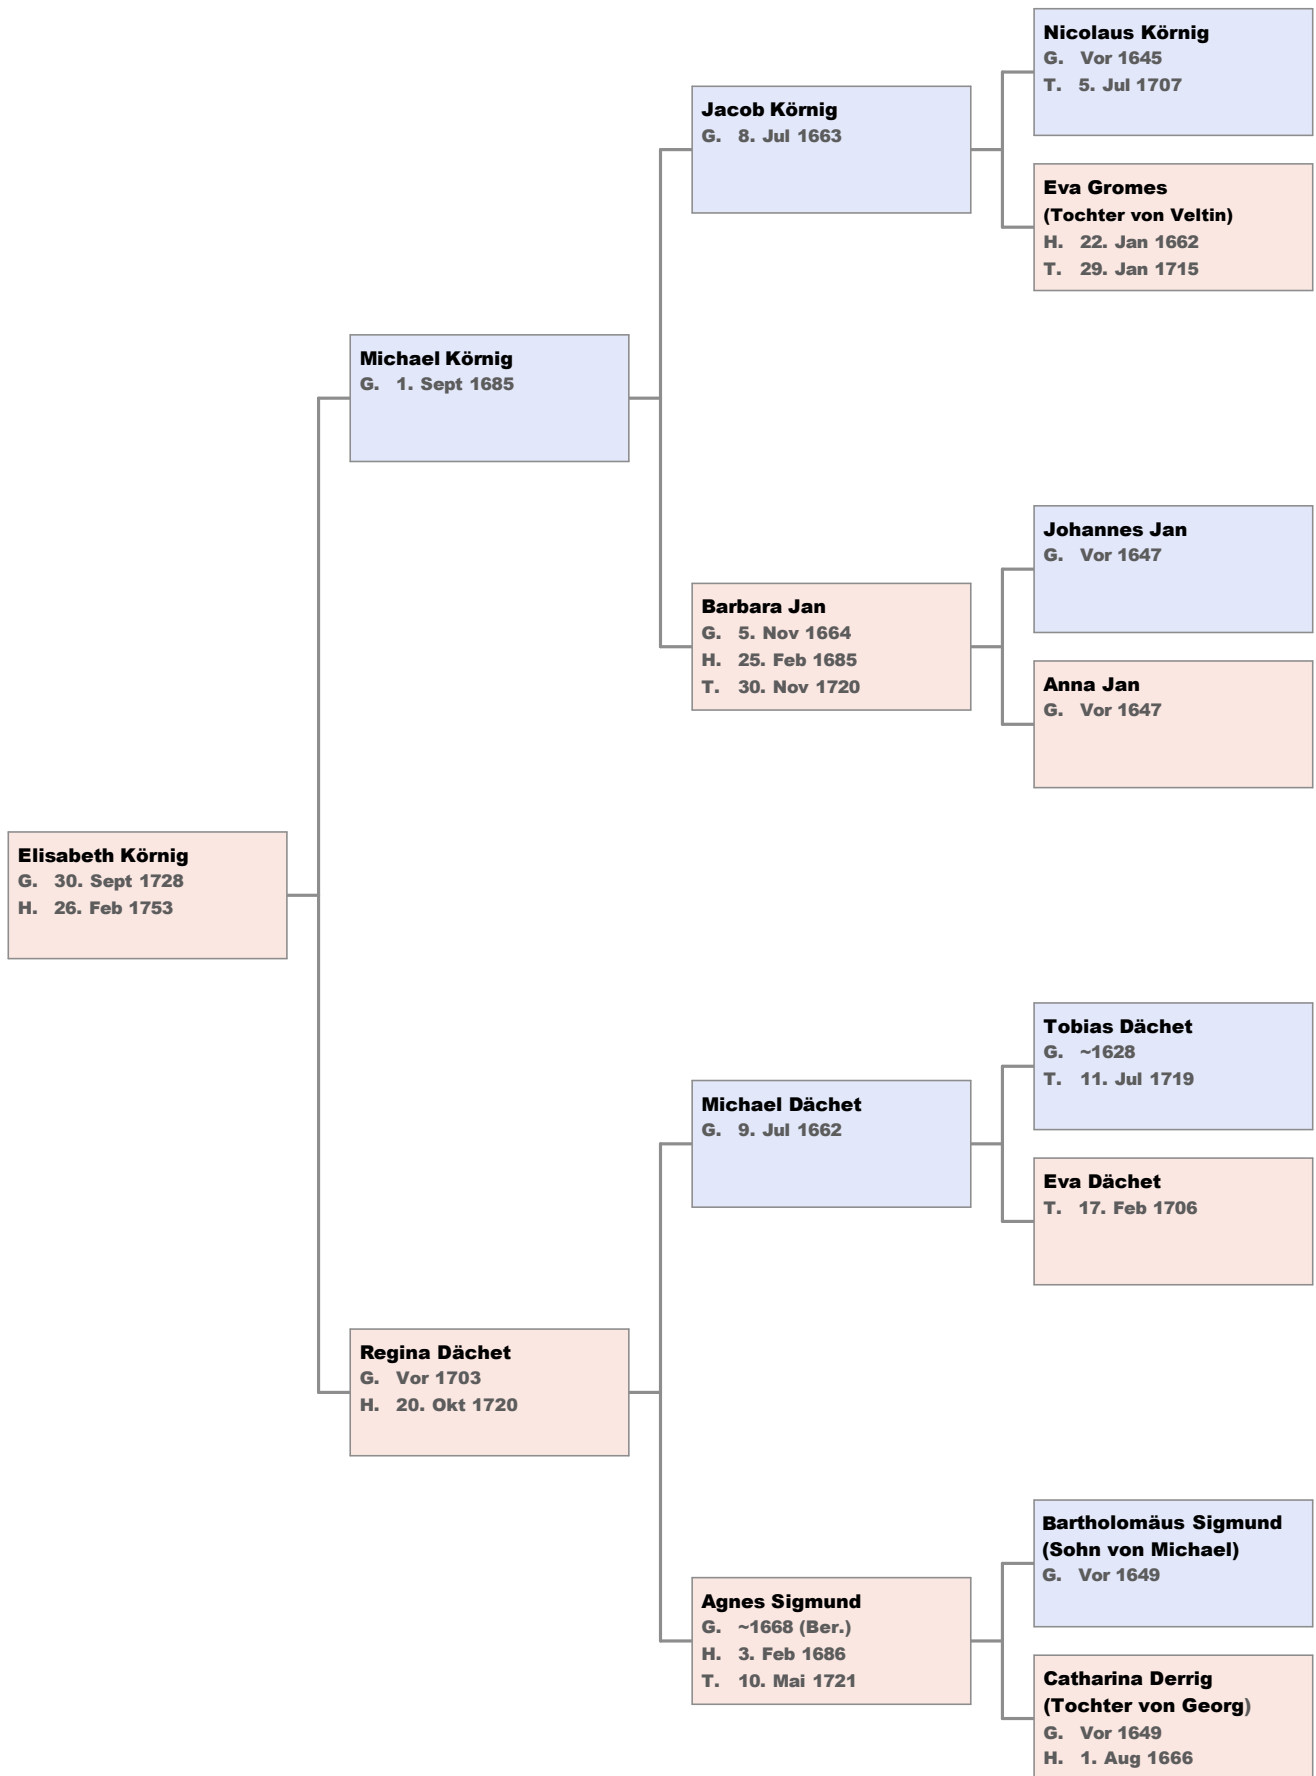 Nicolaus Körnig
G. Vor 1645
T. 5. Jul 1707
Jacob Körnig
G. 8. Jul 1663
Eva Gromes
(Tochter von Veltin)
H. 22. Jan 1662
T. 29. Jan 1715
Michael Körnig
G. 1. Sept 1685
Johannes Jan
G. Vor 1647
Barbara Jan
G. 5. Nov 1664
H. 25. Feb 1685
T. 30. Nov 1720
Anna Jan
G. Vor 1647
Elisabeth Körnig
G. 30. Sept 1728
H. 26. Feb 1753
Tobias Dächet
G. ~1628
T. 11. Jul 1719
Michael Dächet
G. 9. Jul 1662
Eva Dächet
T. 17. Feb 1706
Regina Dächet
G. Vor 1703
H. 20. Okt 1720
Bartholomäus Sigmund
(Sohn von Michael)
G. Vor 1649
Agnes Sigmund
G. ~1668 (Ber.)
H. 3. Feb 1686
T. 10. Mai 1721
Catharina Derrig
(Tochter von Georg)
G. Vor 1649
H. 1. Aug 1666